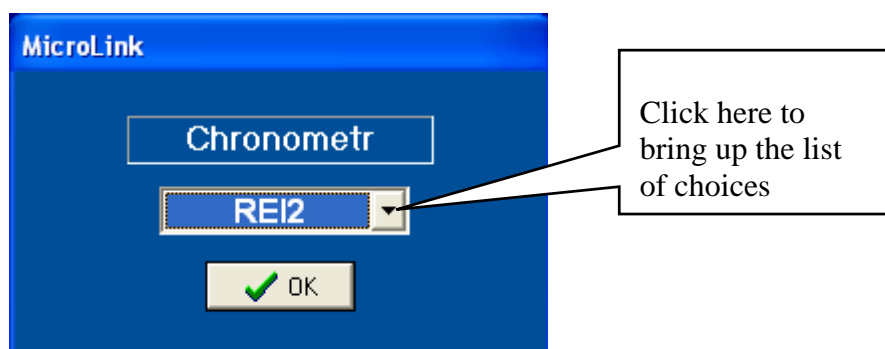 MicroLink
Chronometr
REI2
OK
Click here to
bring up the list
of choices